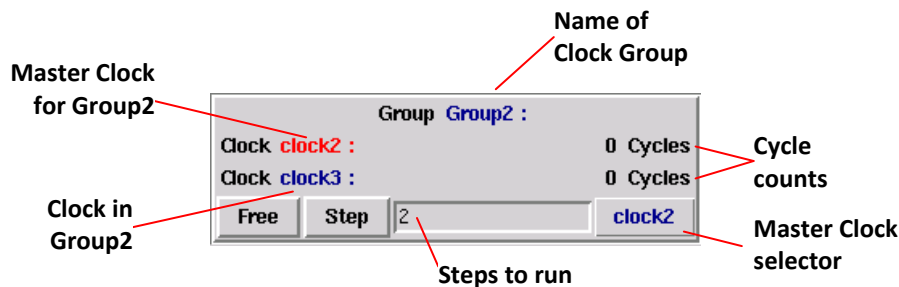 Name of
Clock Group
Master Clock
for Group2
Group Group2 :
Clock clock2 : 0 Cycles
Clock clock3 : 0 Cycles
Cycle
counts
Clock in
Group2
Free Step 2 clock2
Master Clock
selector
Steps to run